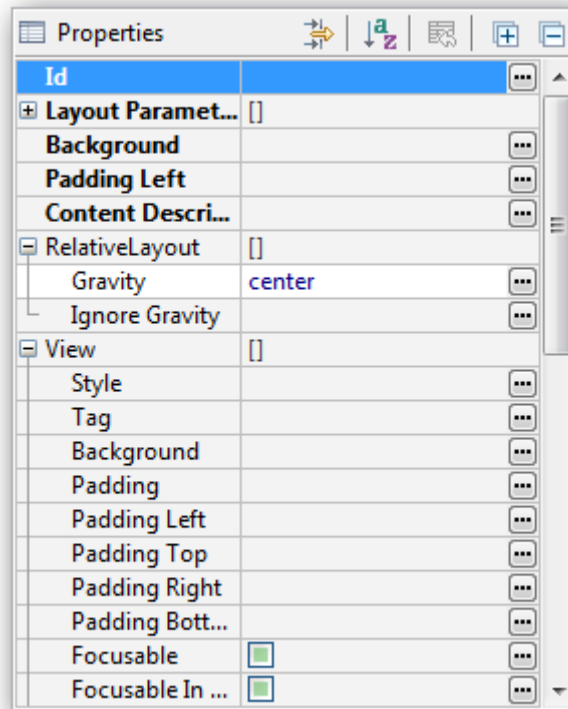 Properties
Id
Layout Paramet... []
Background
Padding Left
Content Descri...
RelativeLayout []
Gravity center
Ignore Gravity
View []
Style
Tag
Background
Padding
Padding Left
Padding Top
Padding Right
Padding Bott...
Focusable
Focusable In ...